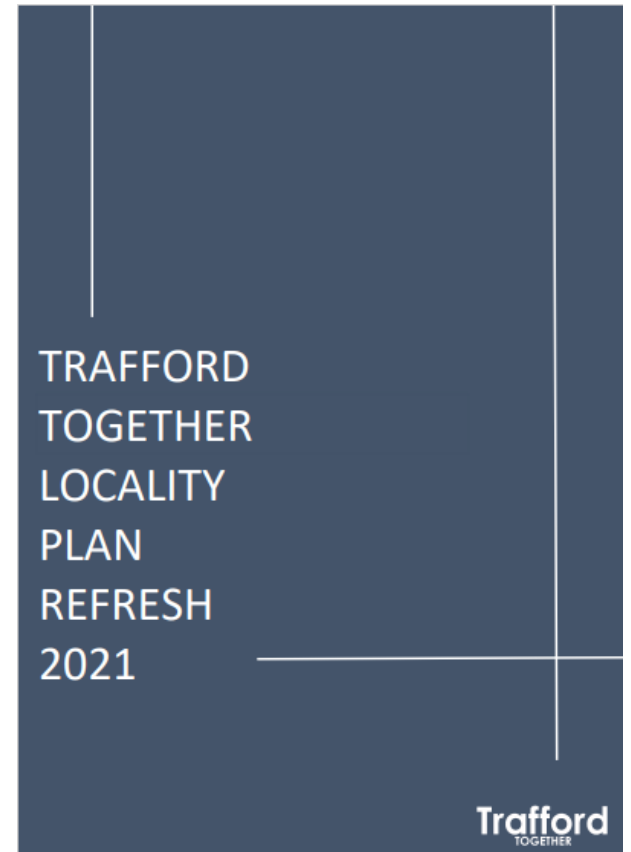 TRAFFORD
TOGETHER
LOCALITY
PLAN
REFRESH
2021
Trafford
TOGETHER